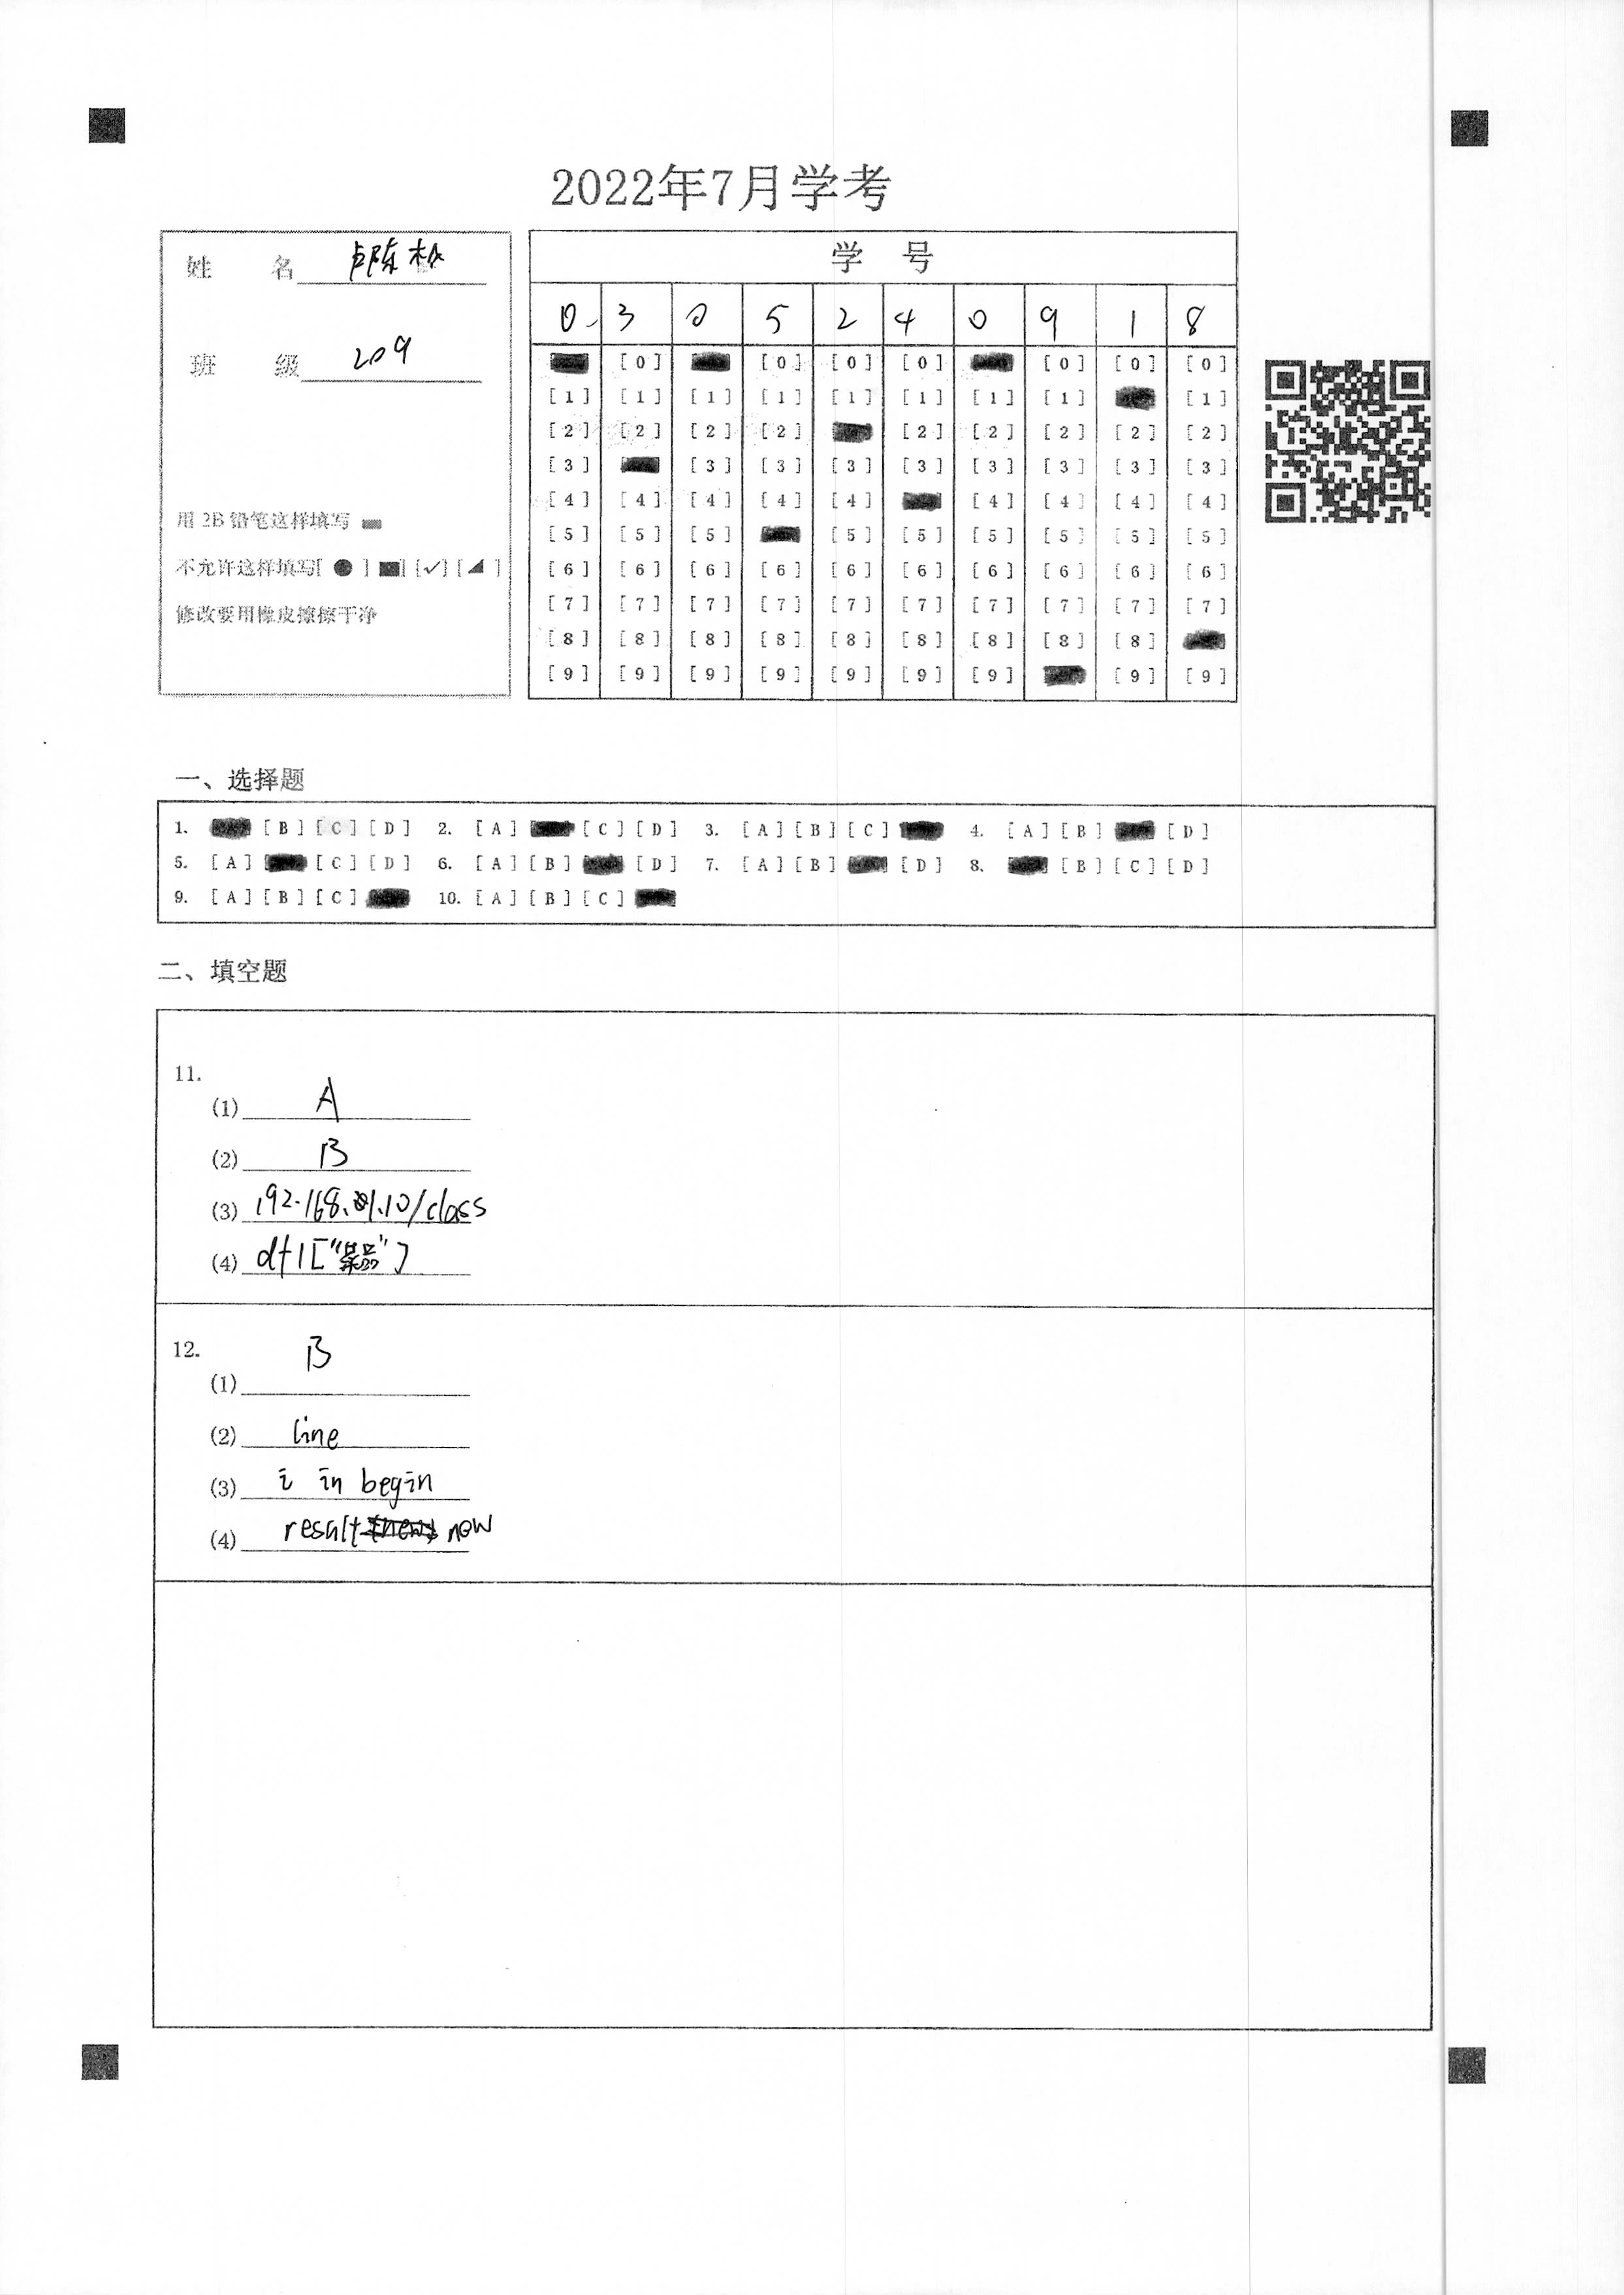 2022年7月学考
姓 名 卢陈
班 级 209
用 2B 铅笔这样填写
不允许这样填写[ ● ] [■] [✓] [◢ ]
修改要用橡皮擦擦干净
学 号
0 3 0 5 2 4 0 9 1 8
[0] [0] [0] [0] [0] [0] [0]
[1] [1] [1] [1] [1] [1] [1] [1] [1]
[2] [2] [2] [2] [2] [2] [2] [2] [2]
[3] [3] [3] [3] [3] [3] [3] [3] [3]
[4] [4] [4] [4] [4] [4] [4] [4] [4]
[5] [5] [5] [5] [5] [5] [5] [5] [5]
[6] [6] [6] [6] [6] [6] [6] [6] [6] [6]
[7] [7] [7] [7] [7] [7] [7] [7] [7] [7]
[8] [8] [8] [8] [8] [8] [8] [8] [8]
[9] [9] [9] [9] [9] [9] [9] [9] [9]
一、选择题
1. [B] [C] [D] 2. [A] [C] [D] 3. [A] [B] [C] 4. [A] [B] [D]
5. [A] [C] [D] 6. [A] [B] [D] 7. [A] [B] [D] 8. [B] [C] [D]
9. [A] [B] [C] 10. [A] [B] [C]
二、填空题
11.
(1) A
(2) B
(3) 192.168.1.10/class
(4) df1["菜品"]
12.
(1) B
(2) line
(3) i in begin
(4) result now